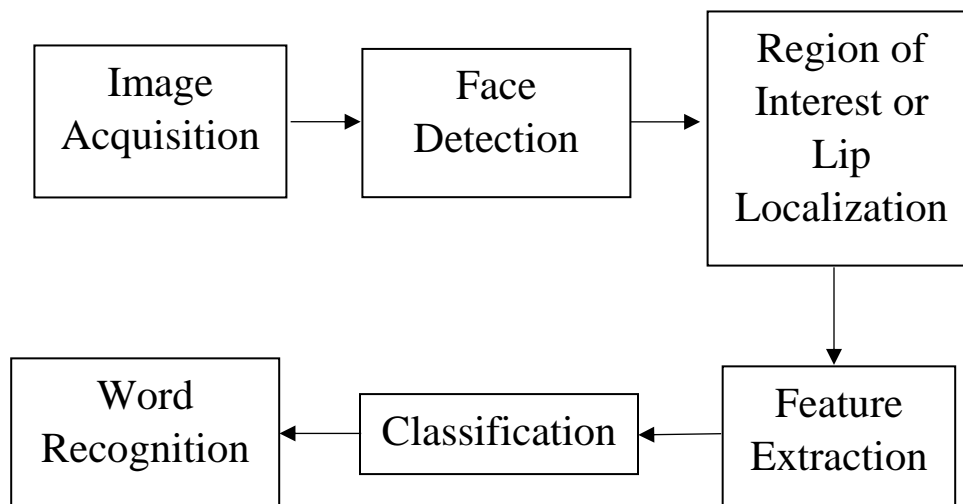 Image
Acquisition
Face
Detection
Region of
Interest or
Lip
Localization
Feature
Extraction
Classification
Word
Recognition